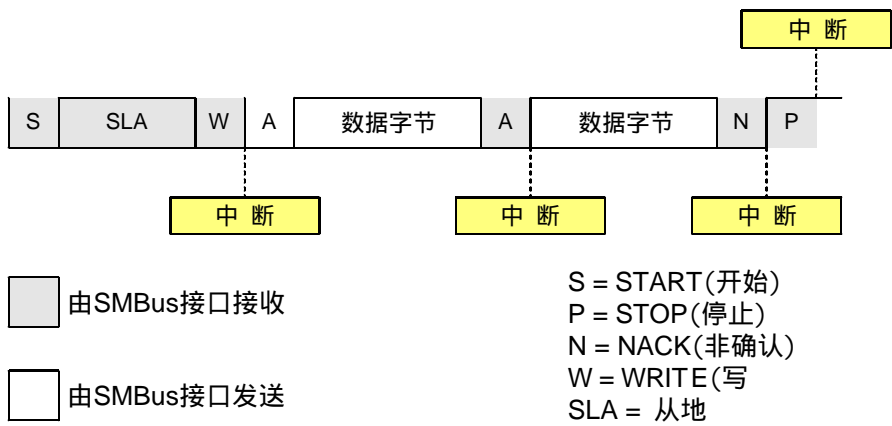 中 断
S SLA W A 数据字节 A 数据字节 N P
中 断 中 断 中 断
由SMBus接口接收
由SMBus接口发送
S = START(开始)
P = STOP(停止)
N = NACK(非确认)
W = WRITE(写
SLA = 从地